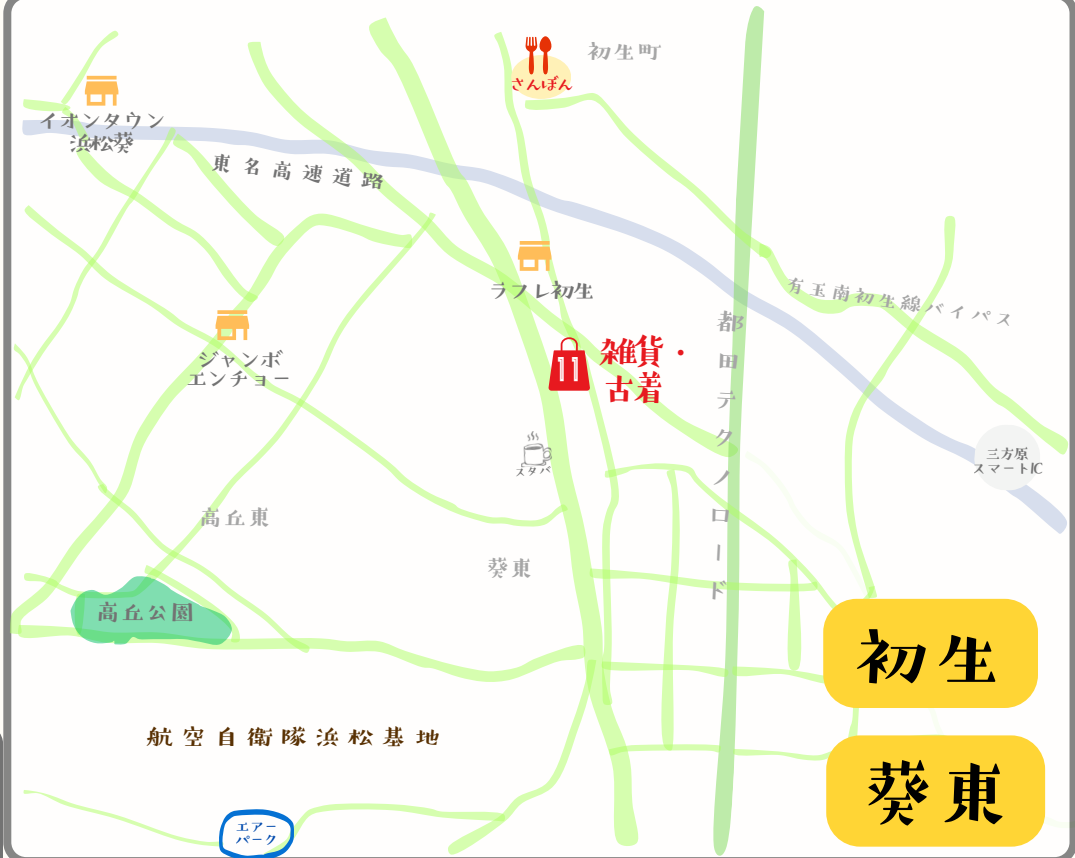 初生町
さんぽん
イオンタウン
浜松葵
東名高速道路
ラフレ初生
有玉南初生線バイパス
都田テクノロード
ジャンボ
エンチョー
11
雑貨・
古着
スタバ
三方原
スマートIC
高丘東
葵東
高丘公園
初生
航空自衛隊浜松基地
葵東
エアー
パーク